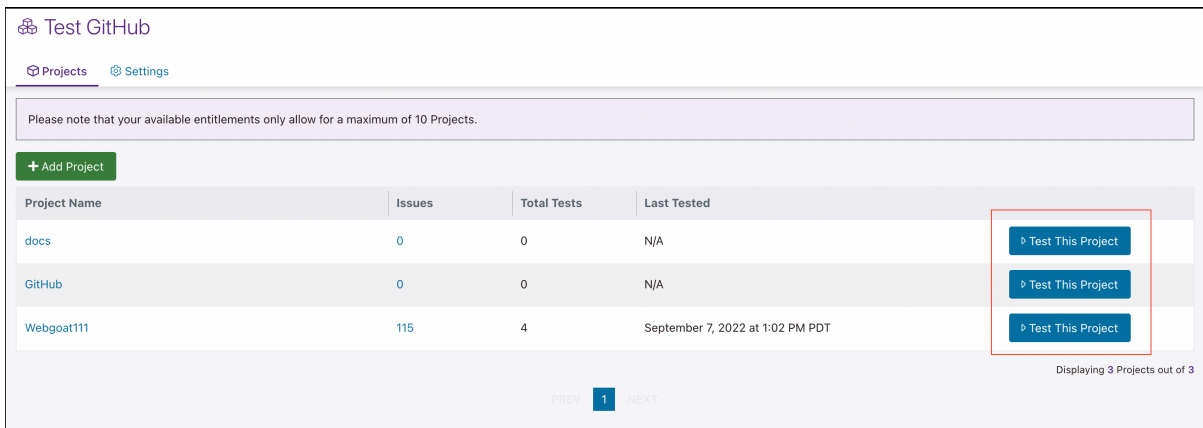 Test GitHub
Projects Settings
Please note that your available entitlements only allow for a maximum of 10 Projects.
+ Add Project
Project Name Issues Total Tests Last Tested
docs 0 0 N/A Test This Project
GitHub 0 0 N/A Test This Project
Webgoat111 115 4 September 7, 2022 at 1:02 PM PDT Test This Project
Displaying 3 Projects out of 3
PREV 1 NEXT